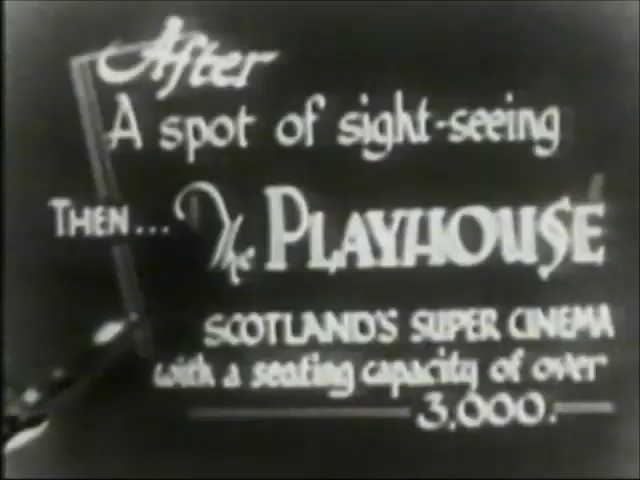 After
A spot of sight-seeing
THEN... The PLAYHOUSE
SCOTLAND'S SUPER CINEMA
with a seating capacity of over
3,000.